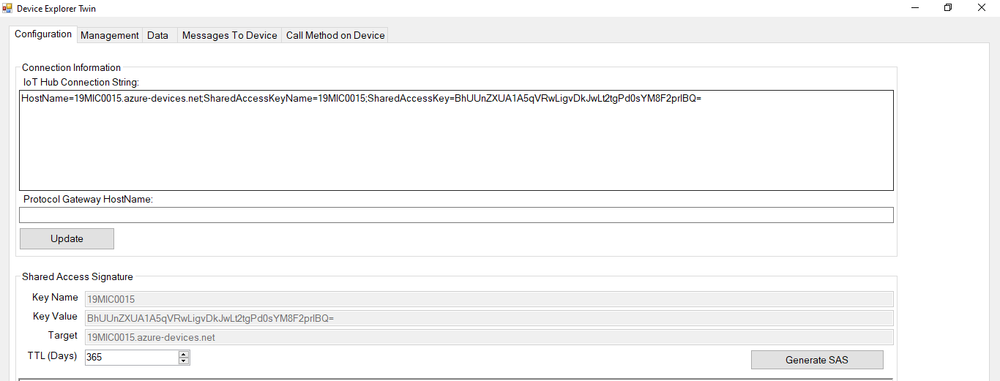 Device Explorer Twin
Configuration Management Data Messages To Device Call Method on Device
Connection Information
IoT Hub Connection String:
HostName=19MIC0015.azure-devices.net;SharedAccessKeyName=19MIC0015;SharedAccessKey=BhUUnZXUA1A5qVRwLigvDkJwLt2tgPd0sYM8F2prIBQ=
Protocol Gateway HostName:
Update
Shared Access Signature
Key Name 19MIC0015
Key Value BhUUnZXUA1A5qVRwLigvDkJwLt2tgPd0sYM8F2prIBQ=
Target 19MIC0015.azure-devices.net
TTL (Days) 365
Generate SAS